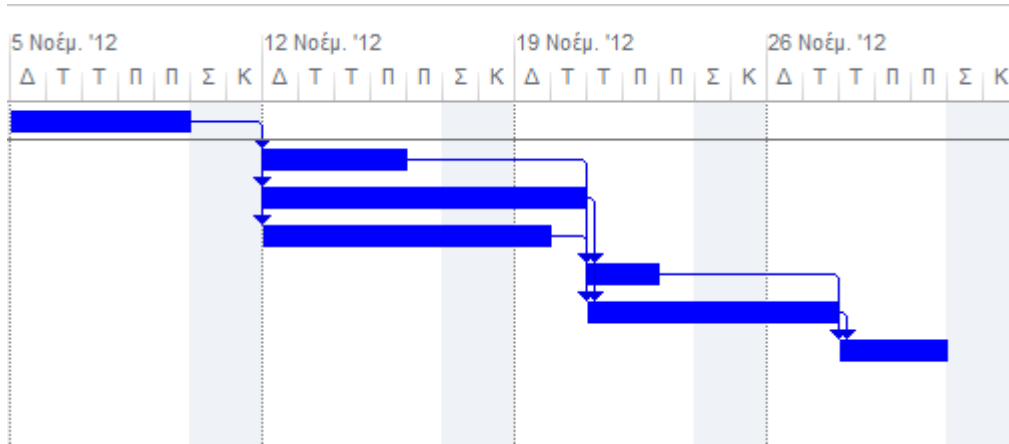 5 Νοέμ. '12 12 Νοέμ. '12 19 Νοέμ. '12 26 Νοέμ. '12
Δ Τ Τ Π Π Σ Κ Δ Τ Τ Π Π Σ Κ Δ Τ Τ Π Π Σ Κ Δ Τ Τ Π Π Σ Κ